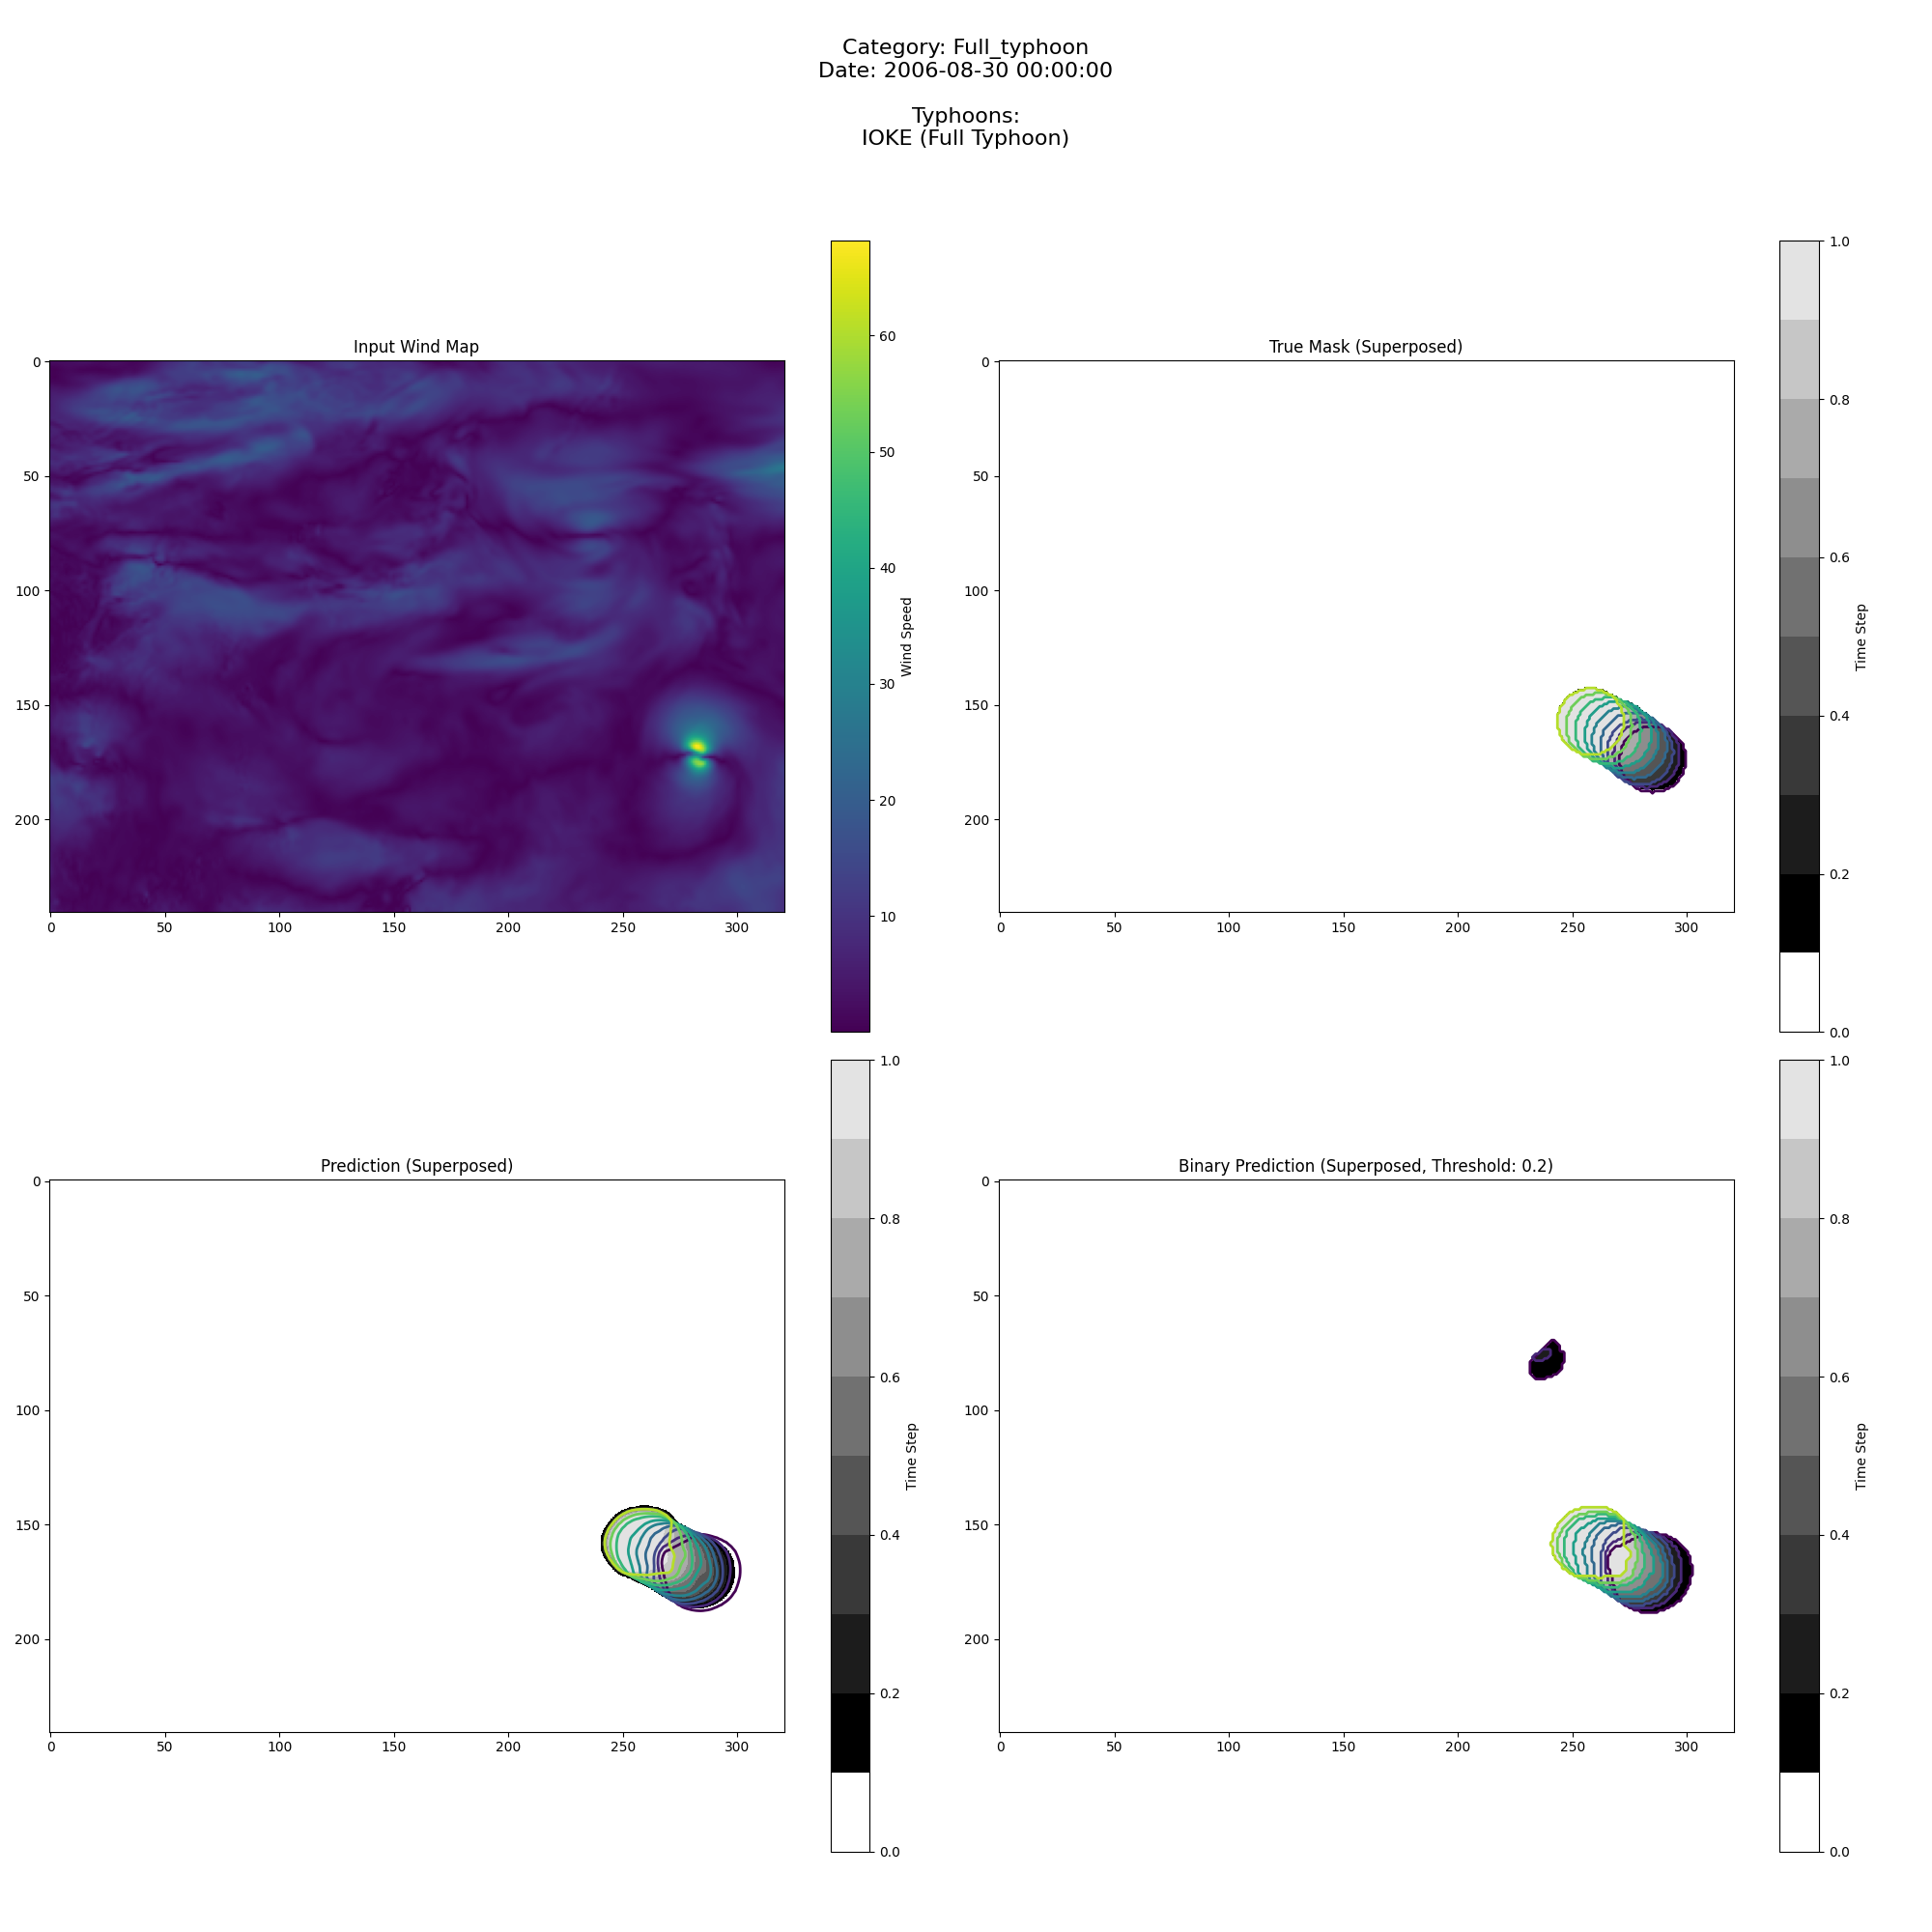 Category: Full_typhoon
Date: 2006-08-30 00:00:00
Typhoons:
IOKE (Full Typhoon)
Input Wind Map
0
50
100
150
200
0 50 100 150 200 250 300
60
50
40
30
20
10
Wind Speed
True Mask (Superposed)
0
50
100
150
200
0 50 100 150 200 250 300
1.0
0.8
0.6
0.4
0.2
0.0
Time Step
Prediction (Superposed)
0
50
100
150
200
0 50 100 150 200 250 300
1.0
0.8
0.6
0.4
0.2
0.0
Time Step
Binary Prediction (Superposed, Threshold: 0.2)
0
50
100
150
200
0 50 100 150 200 250 300
1.0
0.8
0.6
0.4
0.2
0.0
Time Step